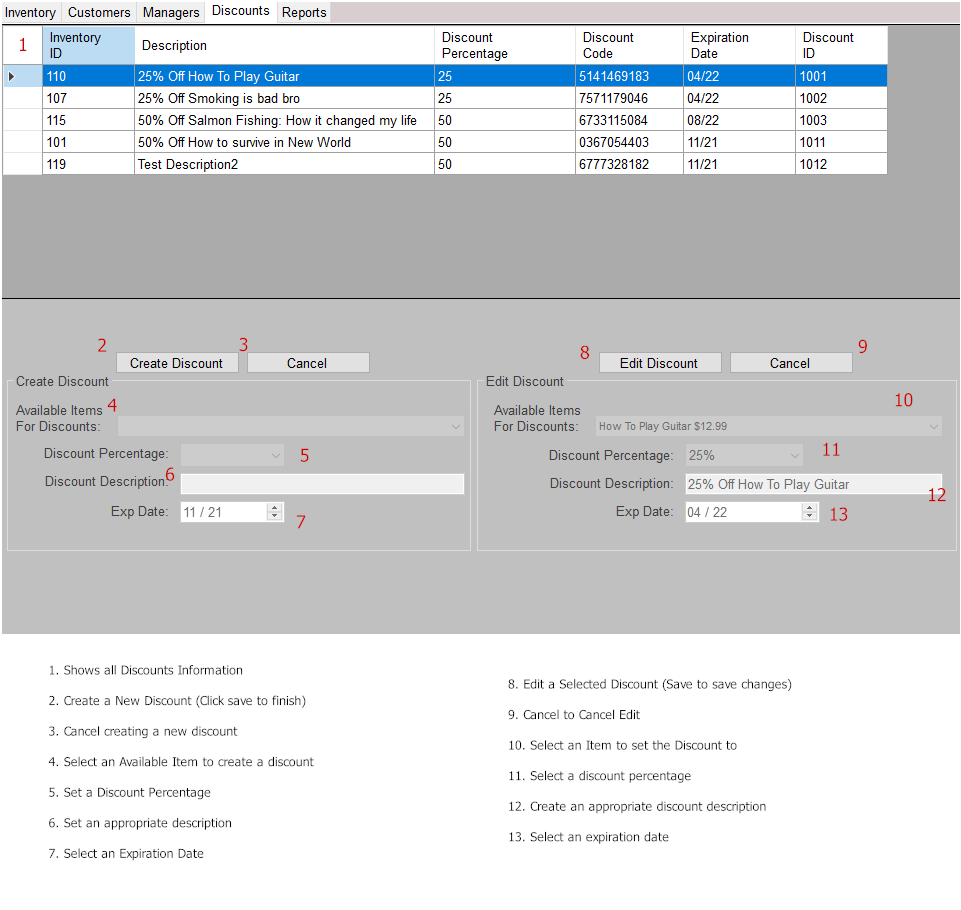 Inventory Customers Managers Discounts Reports
1 Inventory ID Description Discount Percentage Discount Code Expiration Date Discount ID
110 25% Off How To Play Guitar 25 5141469183 04/22 1001
107 25% Off Smoking is bad bro 25 7571179046 04/22 1002
115 50% Off Salmon Fishing: How it changed my life 50 6733115084 08/22 1003
101 50% Off How to survive in New World 50 0367054403 11/21 1011
119 Test Description2 50 6777328182 11/21 1012
2 Create Discount 3 Cancel
Create Discount
Available Items 4
For Discounts:
Discount Percentage: 5
Discount Description: 6
Exp Date: 11 / 21 7
8 Edit Discount Cancel 9
Edit Discount
Available Items 10
For Discounts: How To Play Guitar $12.99
Discount Percentage: 25% 11
Discount Description: 25% Off How To Play Guitar 12
Exp Date: 04 / 22 13
1. Shows all Discounts Information
2. Create a New Discount (Click save to finish)
3. Cancel creating a new discount
4. Select an Available Item to create a discount
5. Set a Discount Percentage
6. Set an appropriate description
7. Select an Expiration Date
8. Edit a Selected Discount (Save to save changes)
9. Cancel to Cancel Edit
10. Select an Item to set the Discount to
11. Select a discount percentage
12. Create an appropriate discount description
13. Select an expiration date